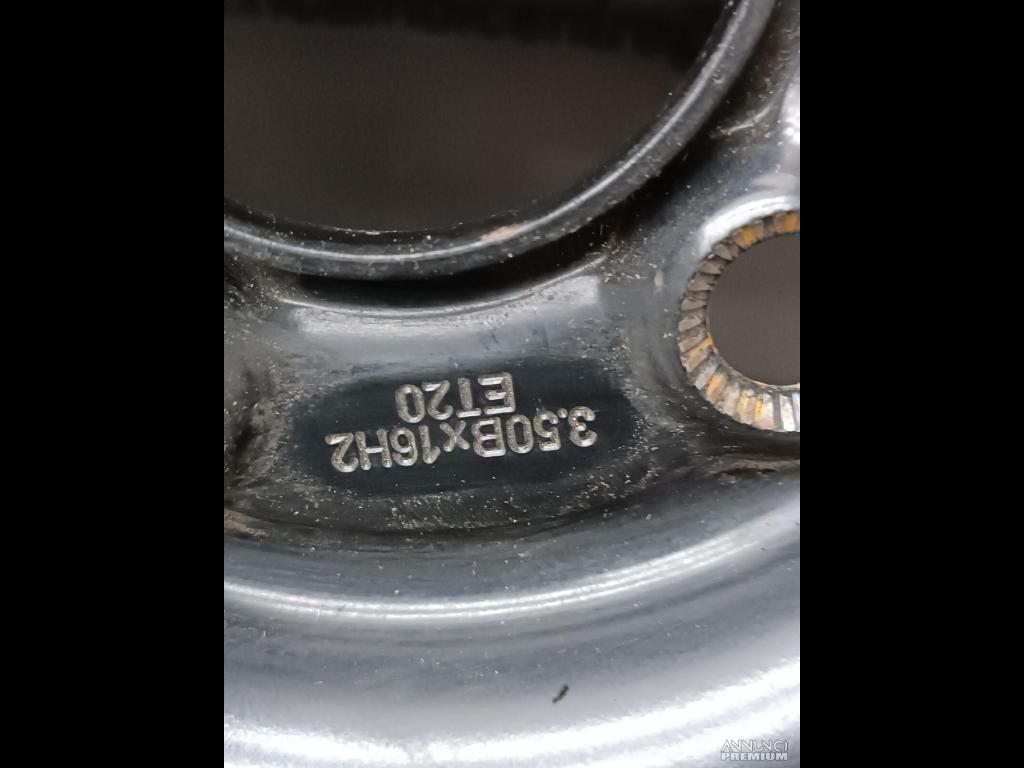 3.50Bx16H2
ET20
ANNUNCI
PREMIUM